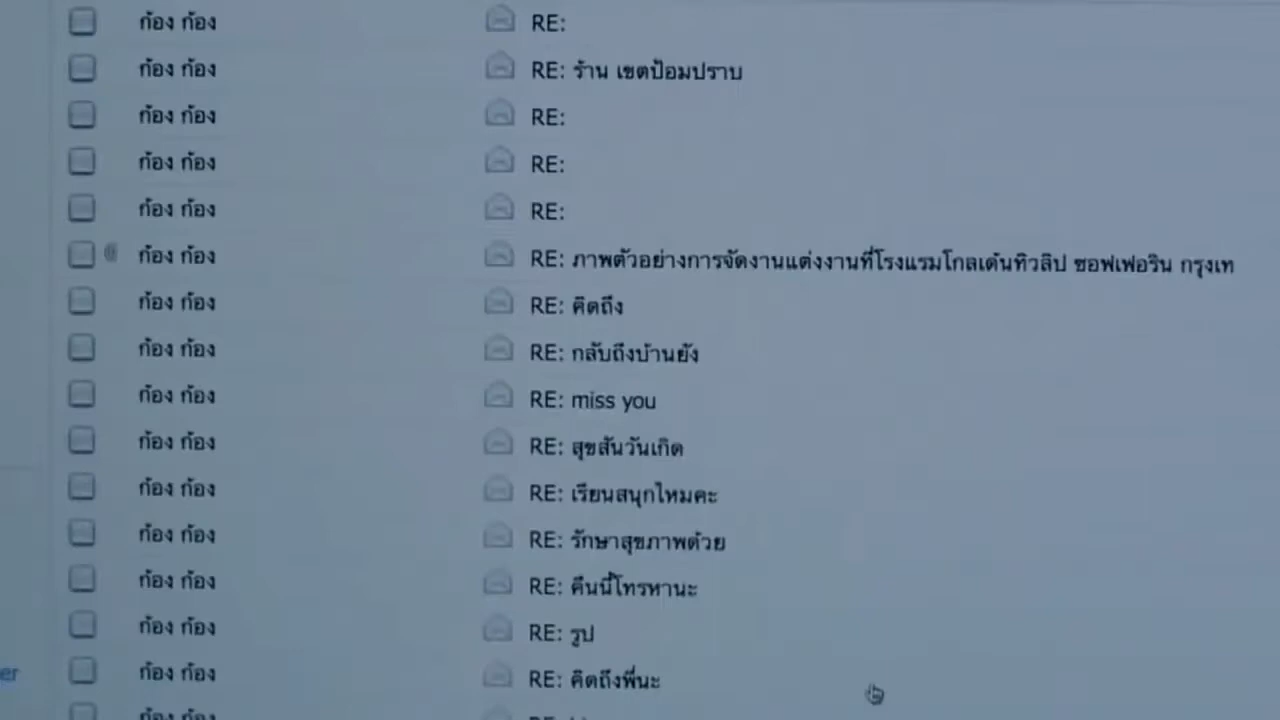 ก้อง ก้อง RE:
ก้อง ก้อง RE: ร้าน เขตป้อมปราบ
ก้อง ก้อง RE:
ก้อง ก้อง RE:
ก้อง ก้อง RE:
ก้อง ก้อง RE: ภาพตัวอย่างการจัดงานแต่งงานที่โรงแรมโกลเด้นทิวลิป ซอฟเฟอริน กรุงเท
ก้อง ก้อง RE: คิดถึง
ก้อง ก้อง RE: กลับถึงบ้านยัง
ก้อง ก้อง RE: miss you
ก้อง ก้อง RE: สุขสันวันเกิด
ก้อง ก้อง RE: เรียนสนุกไหมคะ
ก้อง ก้อง RE: รักษาสุขภาพด้วย
ก้อง ก้อง RE: คืนนี้โทรหานะ
ก้อง ก้อง RE: รูป
er ก้อง ก้อง RE: คิดถึงพี่นะ
ก้อง ก้อง